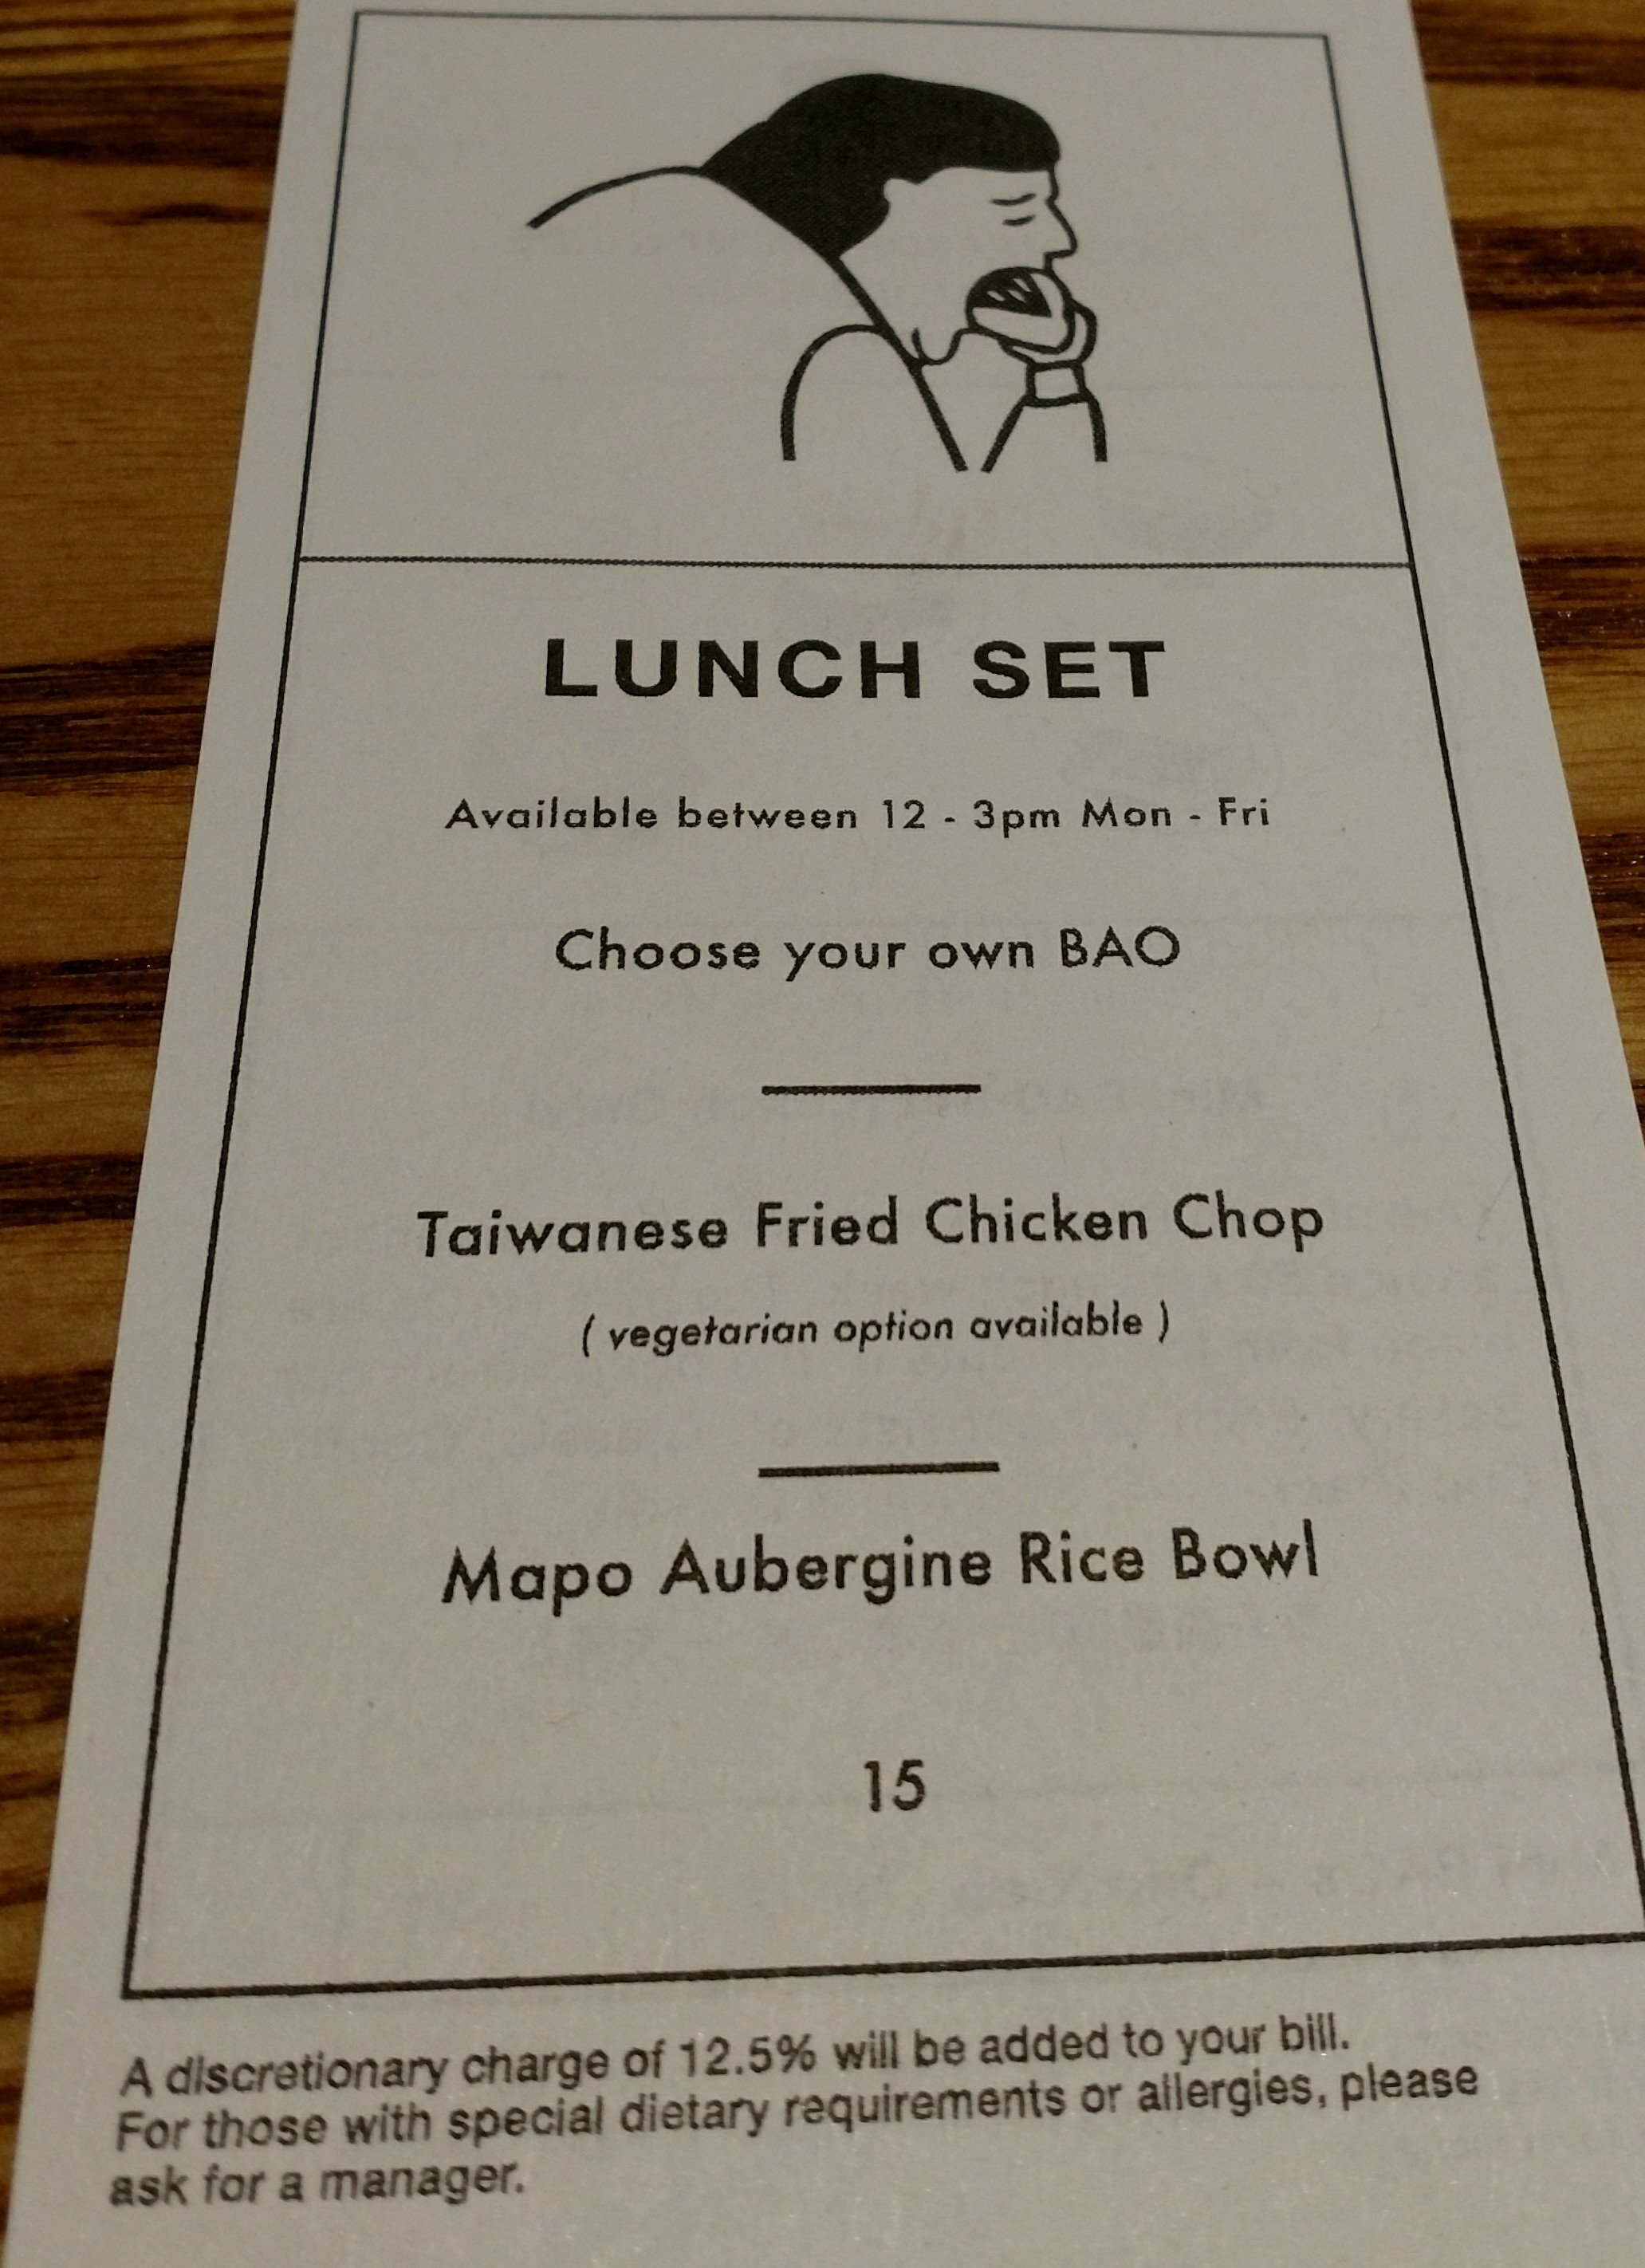 LUNCH SET
Available between 12 - 3pm Mon - Fri
Choose your own BAO
Taiwanese Fried Chicken Chop
( vegetarian option available )
Mapo Aubergine Rice Bowl
15
A discretionary charge of 12.5% will be added to your bill.
For those with special dietary requirements or allergies, please
ask for a manager.